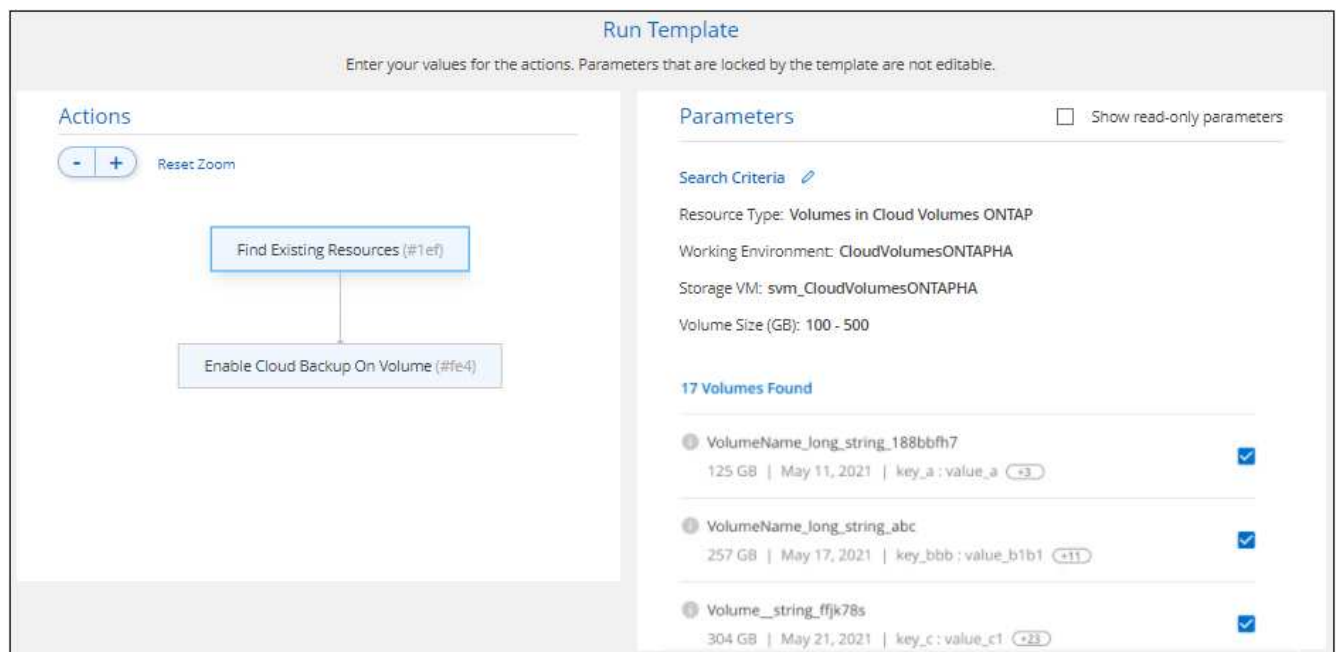 Run Template
Enter your values for the actions. Parameters that are locked by the template are not editable.
Actions
- +
Reset Zoom
Find Existing Resources (#1ef)
Enable Cloud Backup On Volume (#fe4)
Parameters
Show read-only parameters
Search Criteria
Resource Type: Volumes in Cloud Volumes ONTAP
Working Environment: CloudVolumesONTAPHA
Storage VM: svm_CloudVolumesONTAPHA
Volume Size (GB): 100 - 500
17 Volumes Found
VolumeName_long_string_188bbfh7
125 GB | May 11, 2021 | key_a : value_a +3
VolumeName_long_string_abc
257 GB | May 17, 2021 | key_bbb : value_b1b1 +11
Volume__string_ffjk78s
304 GB | May 21, 2021 | key_c : value_c1 +23